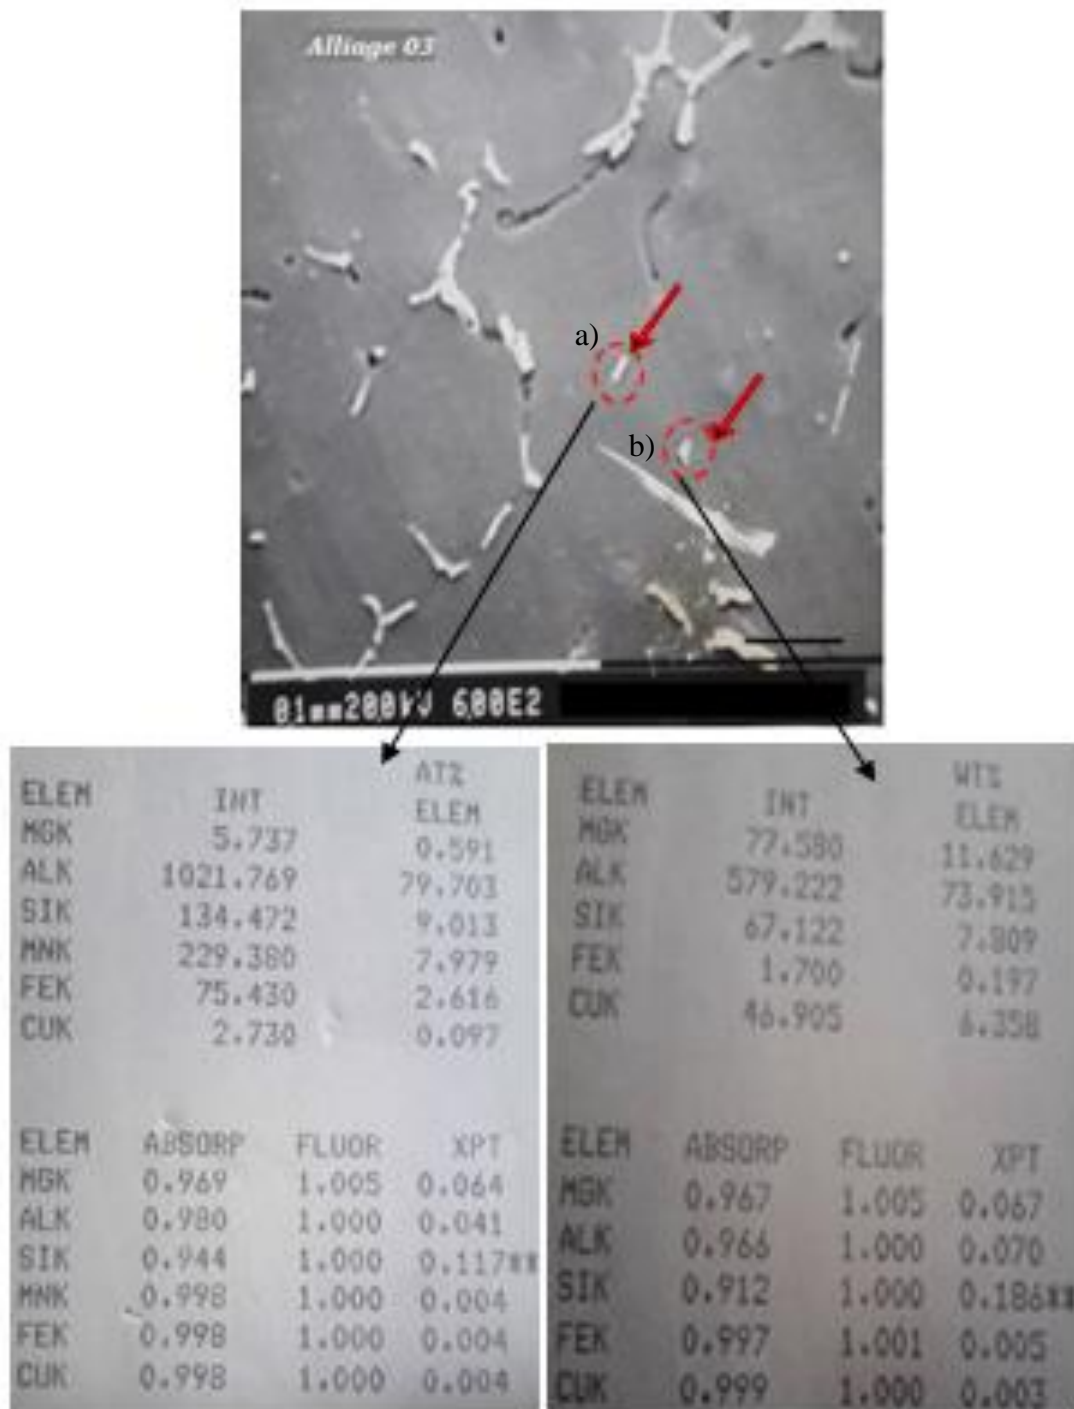 Alliage 03
a)
b)
01mm200kV 600E2
ELEM INT AT%
ELEM
MGK 5.737 0.591
ALK 1021.769 79.703
SIK 134.472 9.013
MNK 229.380 7.979
FEK 75.430 2.616
CUK 2.730 0.097
ELEM ABSORP FLUOR XPT
MGK 0.969 1.005 0.064
ALK 0.980 1.000 0.041
SIK 0.944 1.000 0.117**
MNK 0.998 1.000 0.004
FEK 0.998 1.000 0.004
CUK 0.998 1.000 0.004
ELEM INT WT%
ELEM
MGK 77.580 11.629
ALK 579.222 73.915
SIK 67.122 7.809
FEK 1.700 0.197
CUK 46.905 6.358
ELEM ABSORP FLUOR XPT
MGK 0.967 1.005 0.067
ALK 0.966 1.000 0.070
SIK 0.912 1.000 0.186**
FEK 0.997 1.001 0.005
CUK 0.999 1.000 0.003